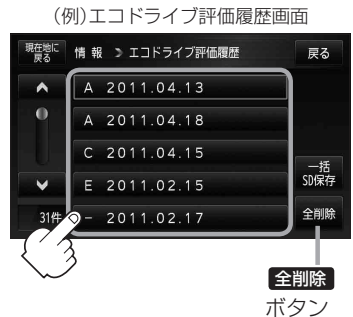 (例)エコドライブ評価履歴画面
現在地に
戻る
情報 > エコドライブ評価履歴
戻る
A 2011.04.13
A 2011.04.18
C 2011.04.15
E 2011.02.15
− 2011.02.17
31件
一括
SD保存
全削除
全削除
ボタン